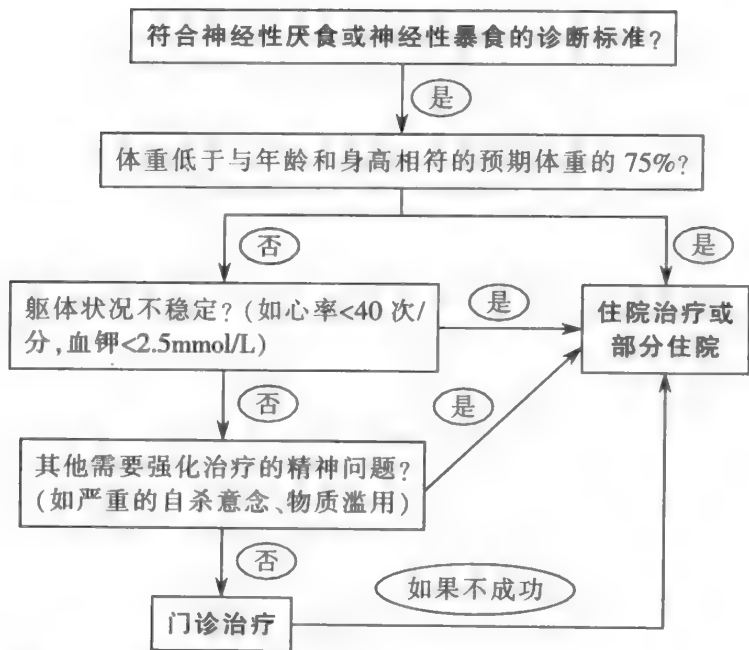 符合神经性厌食或神经性暴食的诊断标准?
是
体重低于与年龄和身高相符的预期体重的 75%?
否
是
躯体状况不稳定?(如心率<40 次/
分,血钾<2.5mmol/L)
是
住院治疗或
部分住院
否
是
其他需要强化治疗的精神问题?
(如严重的自杀意念、物质滥用)
否
如果不成功
门诊治疗